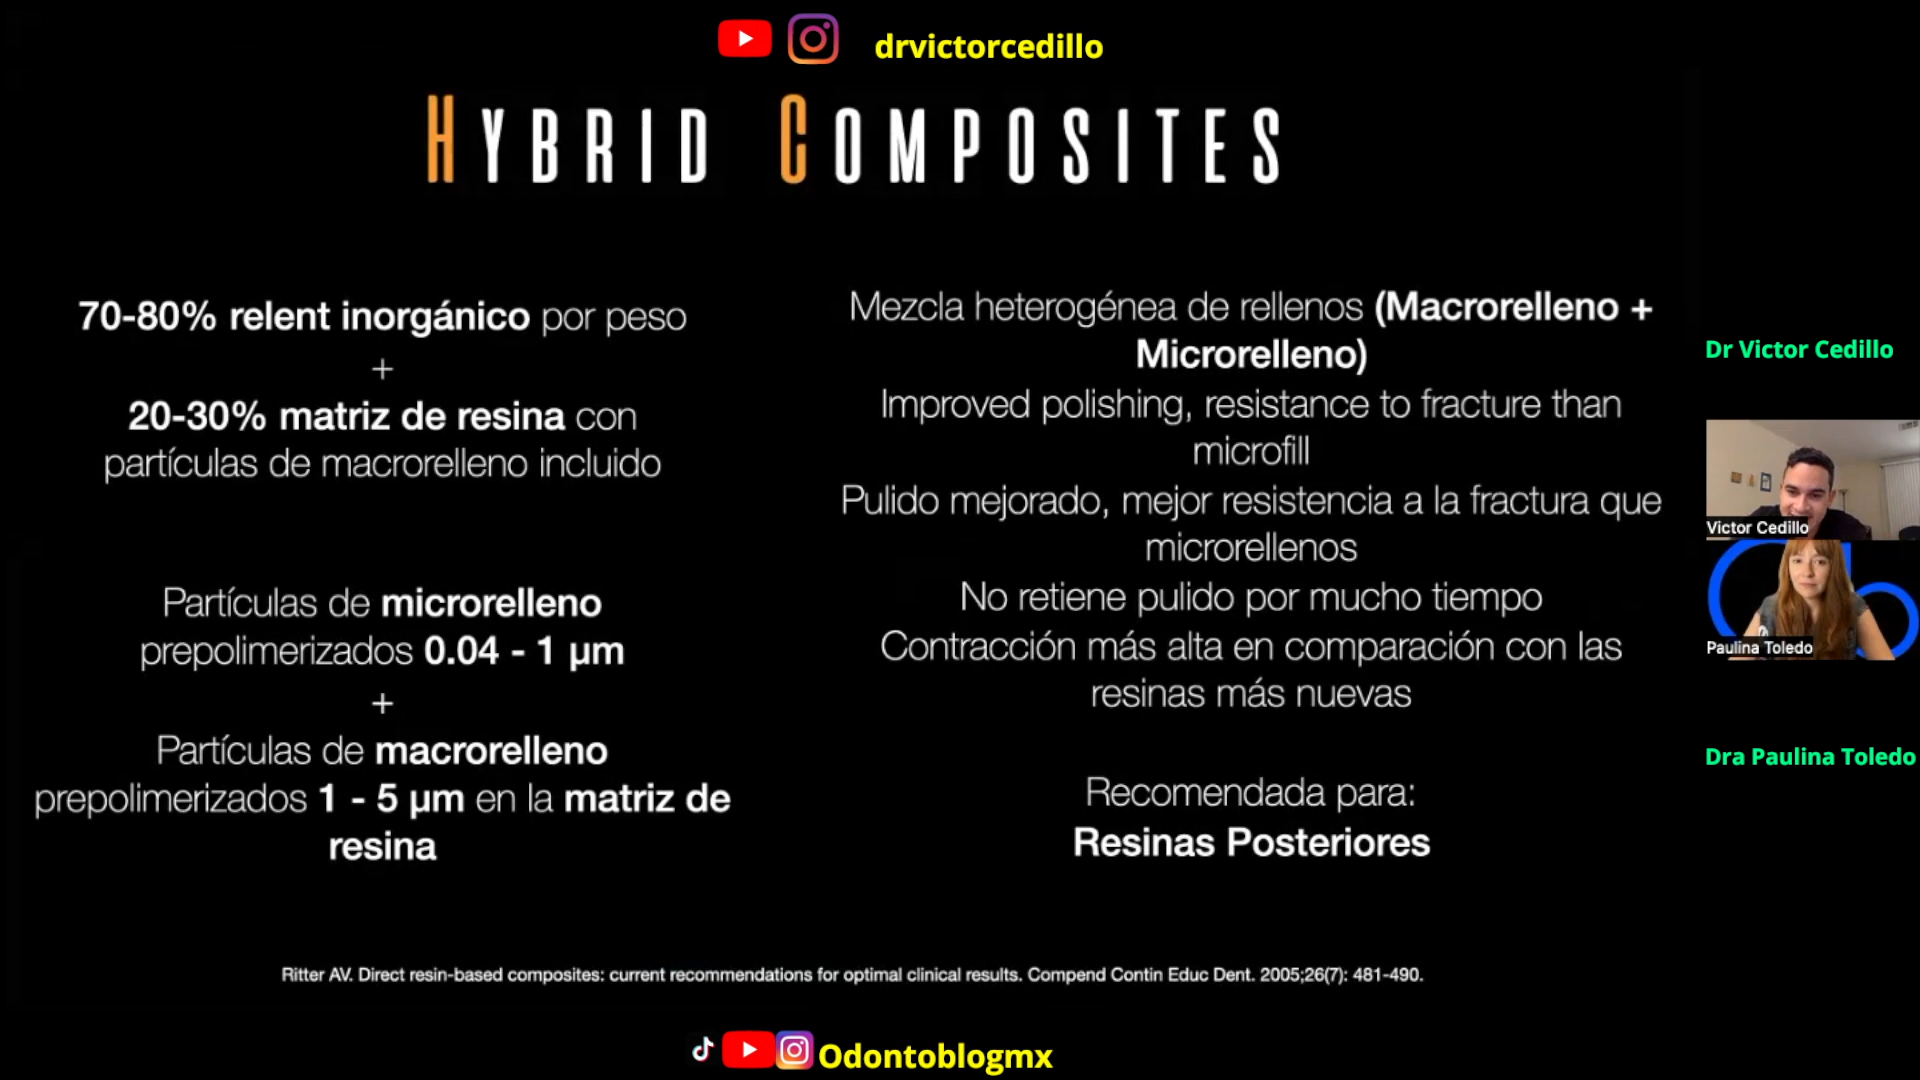 drvictorcedillo
HYBRID COMPOSITES
70-80% relent inorgánico por peso
+
20-30% matriz de resina con
partículas de macrorelleno incluido
Partículas de microrelleno
prepolimerizados 0.04 - 1 µm
+
Partículas de macrorelleno
prepolimerizados 1 - 5 µm en la matriz de
resina
Mezcla heterogénea de rellenos (Macrorelleno +
Microrelleno)
Improved polishing, resistance to fracture than
microfill
Pulido mejorado, mejor resistencia a la fractura que
microrellenos
No retiene pulido por mucho tiempo
Contracción más alta en comparación con las
resinas más nuevas
Recomendada para:
Resinas Posteriores
Dr Victor Cedillo
Victor Cedillo
Paulina Toledo
Dra Paulina Toledo
Ritter AV. Direct resin-based composites: current recommendations for optimal clinical results. Compend Contin Educ Dent. 2005;26(7): 481-490.
Odontoblogmx